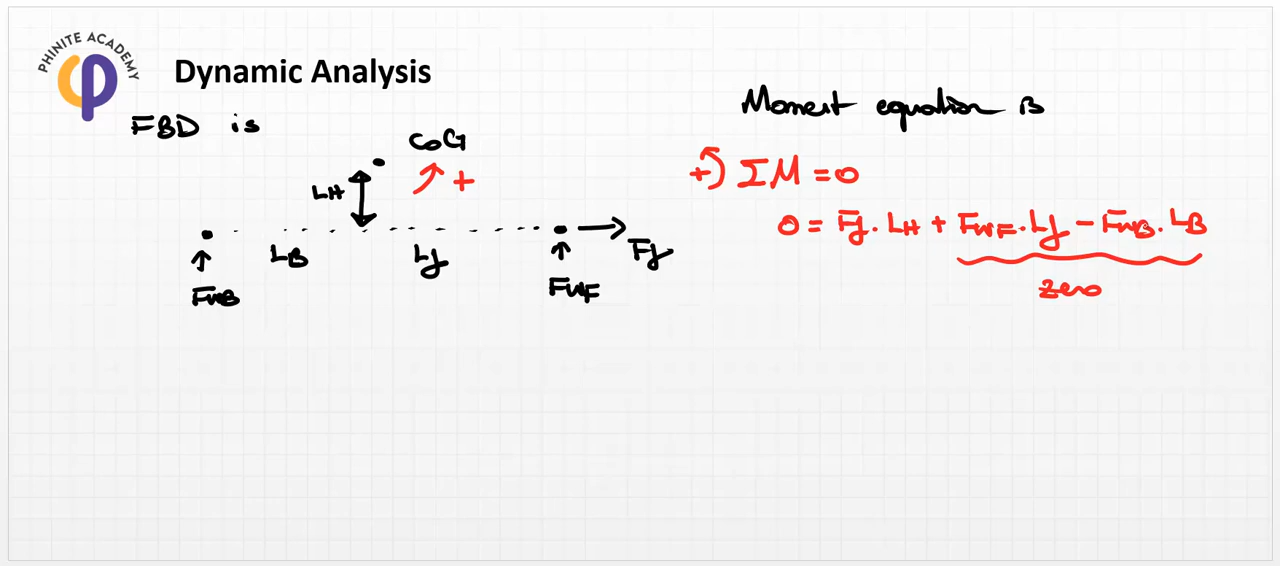 PHINITE ACADEMY
Dynamic Analysis
FBD is
CoG
LH
+
LB
Lf
Ff
FWB
FWF
Moment equation is
+) ΣM = 0
0 = Ff . LH + FWF . Lf - FWB . LB
zero